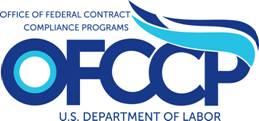 OFFICE OF FEDERAL CONTRACT
COMPLIANCE PROGRAMS
OFCCP
U.S. DEPARTMENT OF LABOR